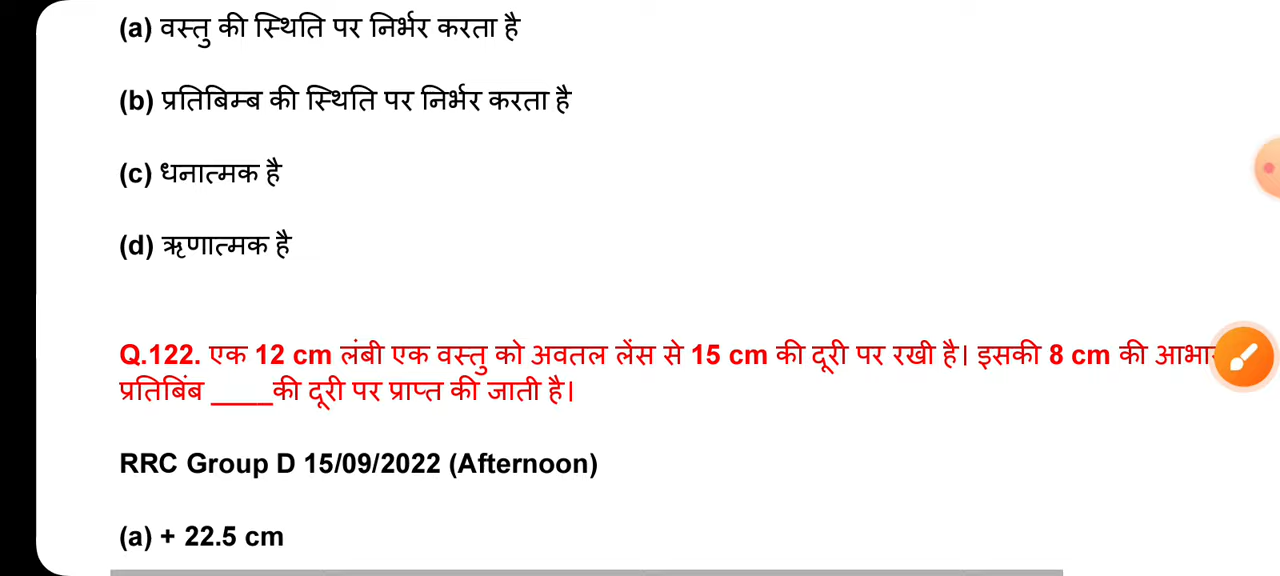 (a) वस्तु की स्थिति पर निर्भर करता है
(b) प्रतिबिम्ब की स्थिति पर निर्भर करता है
(c) धनात्मक है
(d) ऋणात्मक है
Q.122. एक 12 cm लंबी एक वस्तु को अवतल लेंस से 15 cm की दूरी पर रखी है। इसकी 8 cm की
प्रतिबिंब ____की दूरी पर प्राप्त की जाती है।
RRC Group D 15/09/2022 (Afternoon)
(a) + 22.5 cm